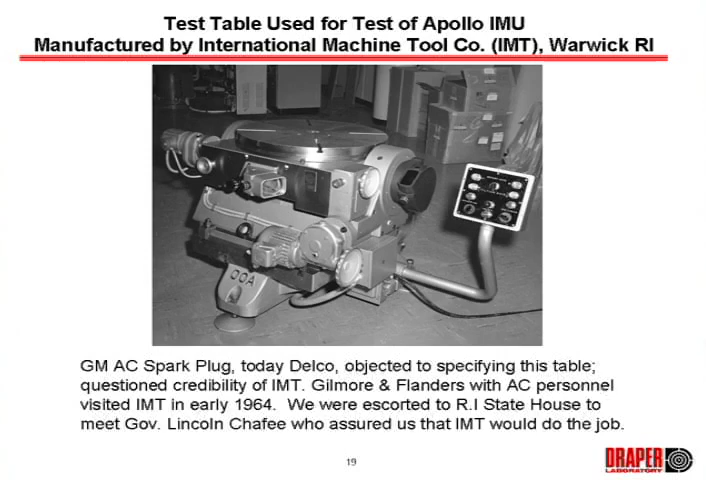 Test Table Used for Test of Apollo IMU
Manufactured by International Machine Tool Co. (IMT), Warwick RI
OOA
GM AC Spark Plug, today Delco, objected to specifying this table;
questioned credibility of IMT. Gilmore & Flanders with AC personnel
visited IMT in early 1964.  We were escorted to R.I State House to
meet Gov. Lincoln Chafee who assured us that IMT would do the job.
19
DRAPER
LABORATORY